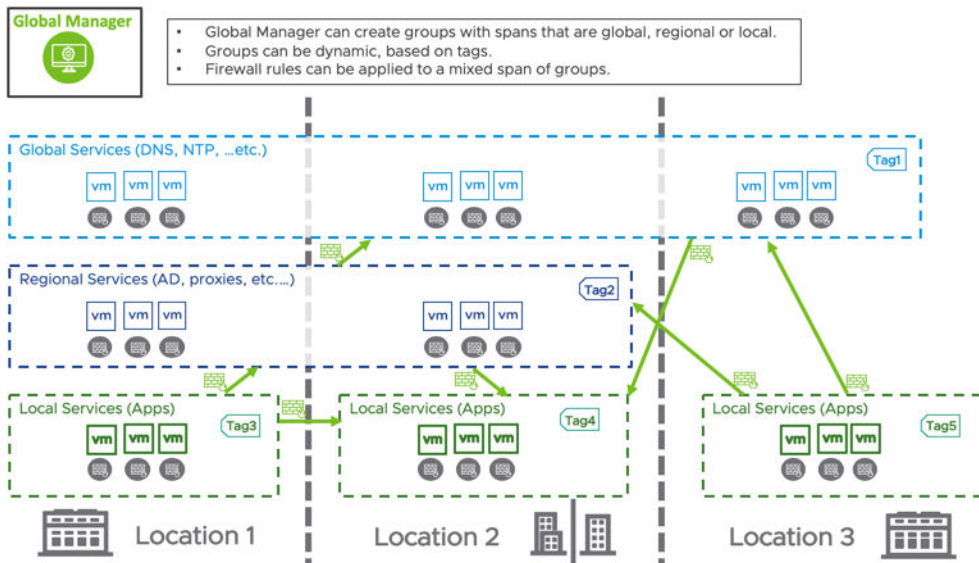 Global Manager
• Global Manager can create groups with spans that are global, regional or local.
• Groups can be dynamic, based on tags.
• Firewall rules can be applied to a mixed span of groups.
Global Services (DNS, NTP, ...etc.)
Tag1
vm vm vm
vm vm vm
vm vm vm
Regional Services (AD, proxies, etc....)
Tag2
vm vm vm
vm vm vm
Local Services (Apps)
Tag3
vm vm vm
Local Services (Apps)
Tag4
vm vm vm
Local Services (Apps)
Tag5
vm vm vm
Location 1
Location 2
Location 3